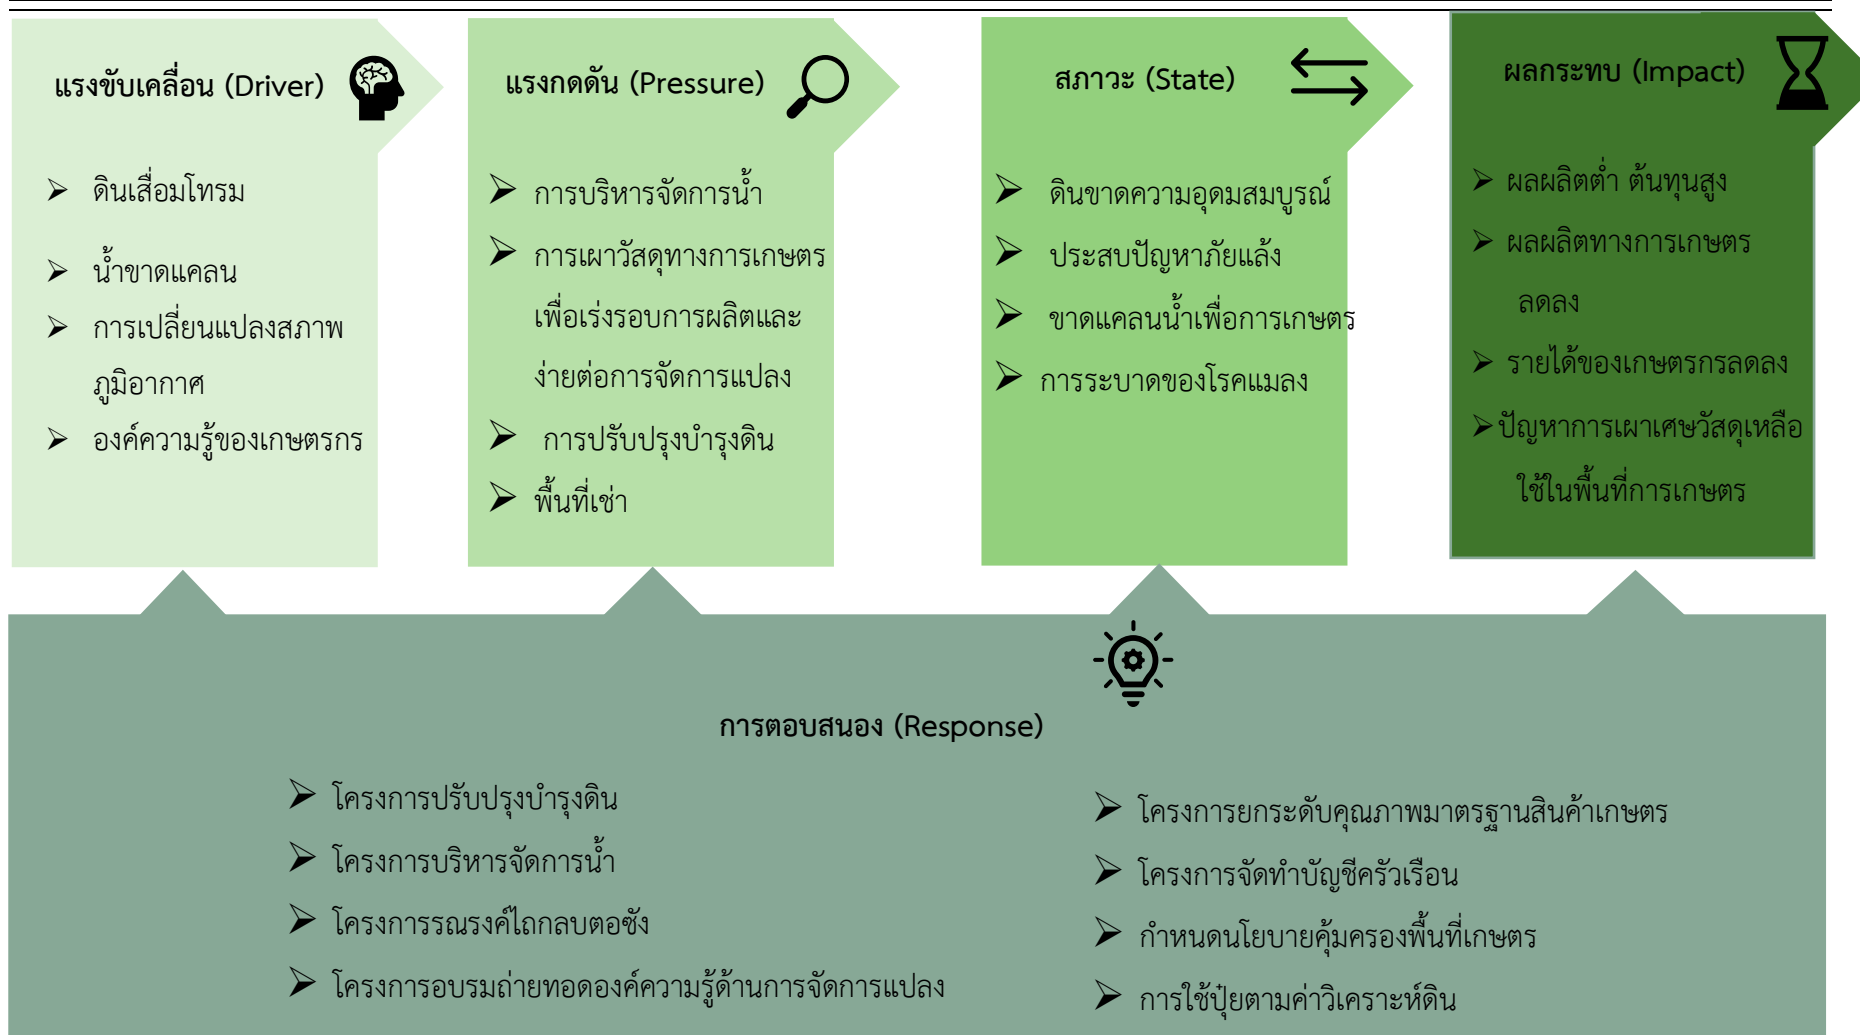 แรงขับเคลื่อน (Driver)
➢ ดินเสื่อมโทรม
➢ น้ำขาดแคลน
➢ การเปลี่ยนแปลงสภาพ
ภูมิอากาศ
➢ องค์ความรู้ของเกษตรกร
แรงกดดัน (Pressure)
➢ การบริหารจัดการน้ำ
➢ การเผาวัสดุทางการเกษตร
เพื่อเร่งรอบการผลิตและ
ง่ายต่อการจัดการแปลง
➢ การปรับปรุงบำรุงดิน
➢ พื้นที่เช่า
สภาวะ (State)
➢ ดินขาดความอุดมสมบูรณ์
➢ ประสบปัญหาภัยแล้ง
➢ ขาดแคลนน้ำเพื่อการเกษตร
➢ การระบาดของโรคแมลง
ผลกระทบ (Impact)
➢ ผลผลิตต่ำ ต้นทุนสูง
➢ ผลผลิตทางการเกษตร
ลดลง
➢ รายได้ของเกษตรกรลดลง
➢ ปัญหาการเผาเศษวัสดุเหลือ
ใช้ในพื้นที่การเกษตร
การตอบสนอง (Response)
➢ โครงการปรับปรุงบำรุงดิน
➢ โครงการบริหารจัดการน้ำ
➢ โครงการรณรงค์ไถกลบตอซัง
➢ โครงการอบรมถ่ายทอดองค์ความรู้ด้านการจัดการแปลง
➢ โครงการยกระดับคุณภาพมาตรฐานสินค้าเกษตร
➢ โครงการจัดทำบัญชีครัวเรือน
➢ กำหนดนโยบายคุ้มครองพื้นที่เกษตร
➢ การใช้ปุ๋ยตามค่าวิเคราะห์ดิน